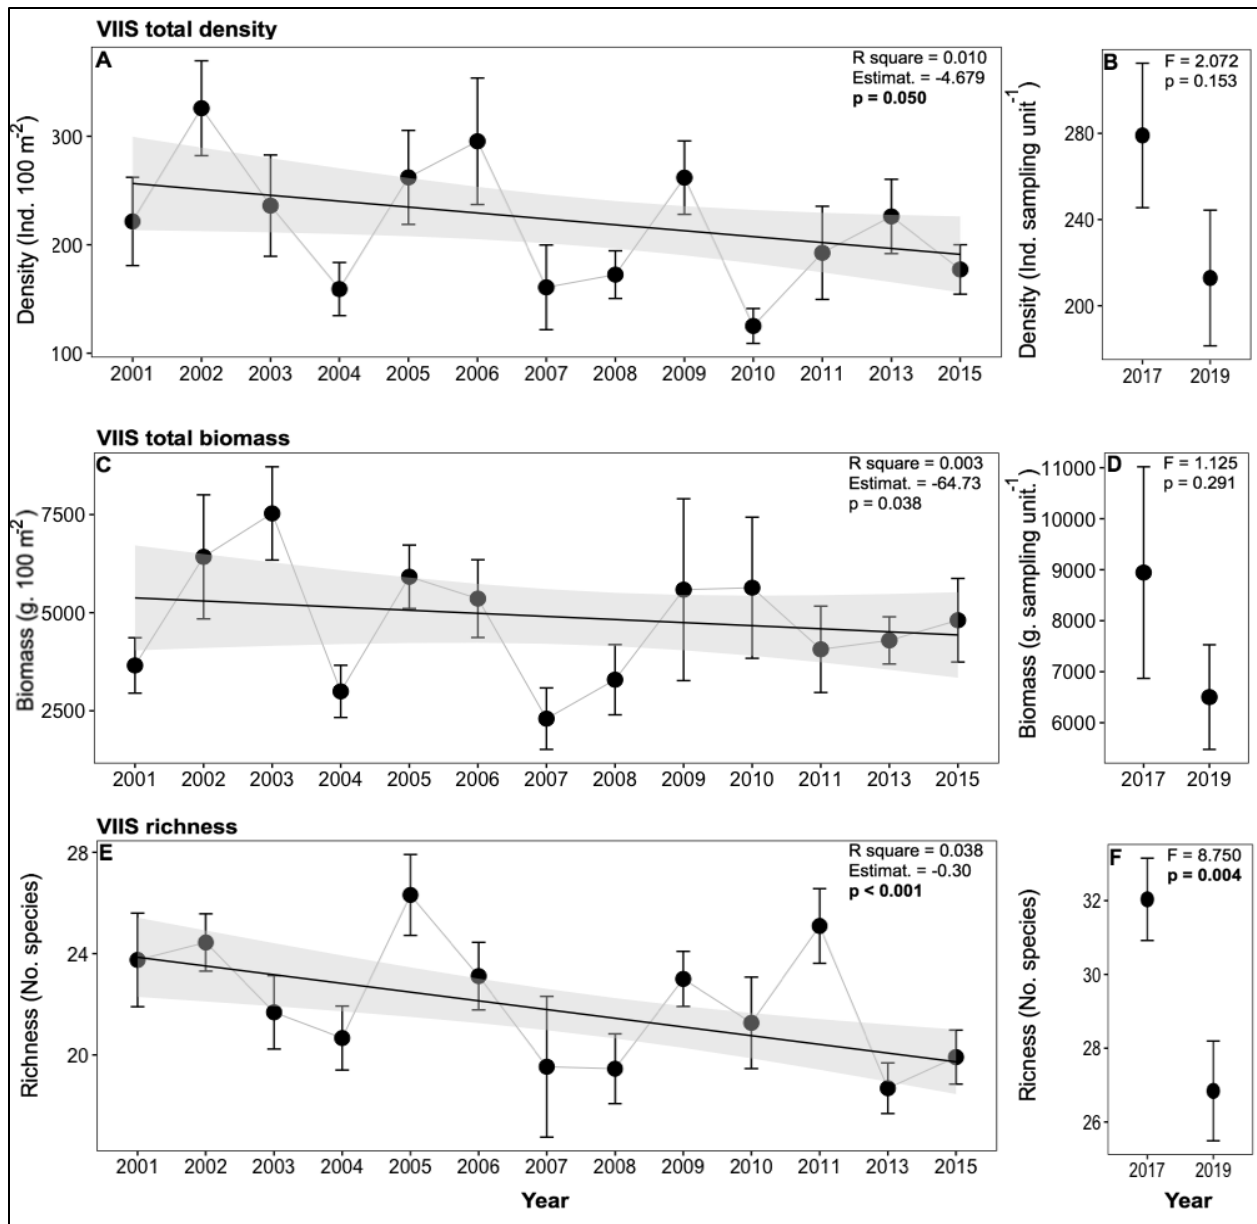 VIIS total density
A
R square = 0.010
Estimat. = -4.679
p = 0.050
Density (Ind. 100 m⁻²)
300
200
100
2001 2002 2003 2004 2005 2006 2007 2008 2009 2010 2011 2013 2015
B
F = 2.072
p = 0.153
Density (Ind. sampling unit⁻¹)
280
240
200
2017 2019
VIIS total biomass
C
R square = 0.003
Estimat. = -64.73
p = 0.038
Biomass (g. 100 m⁻²)
7500
5000
2500
2001 2002 2003 2004 2005 2006 2007 2008 2009 2010 2011 2013 2015
D
F = 1.125
p = 0.291
Biomass (g. sampling unit.⁻¹)
11000
10000
9000
8000
7000
6000
2017 2019
VIIS richness
E
R square = 0.038
Estimat. = -0.30
p < 0.001
Richness (No. species)
28
24
20
2001 2002 2003 2004 2005 2006 2007 2008 2009 2010 2011 2013 2015
Year
F
F = 8.750
p = 0.004
Ricness (No. species)
32
30
28
26
2017 2019
Year